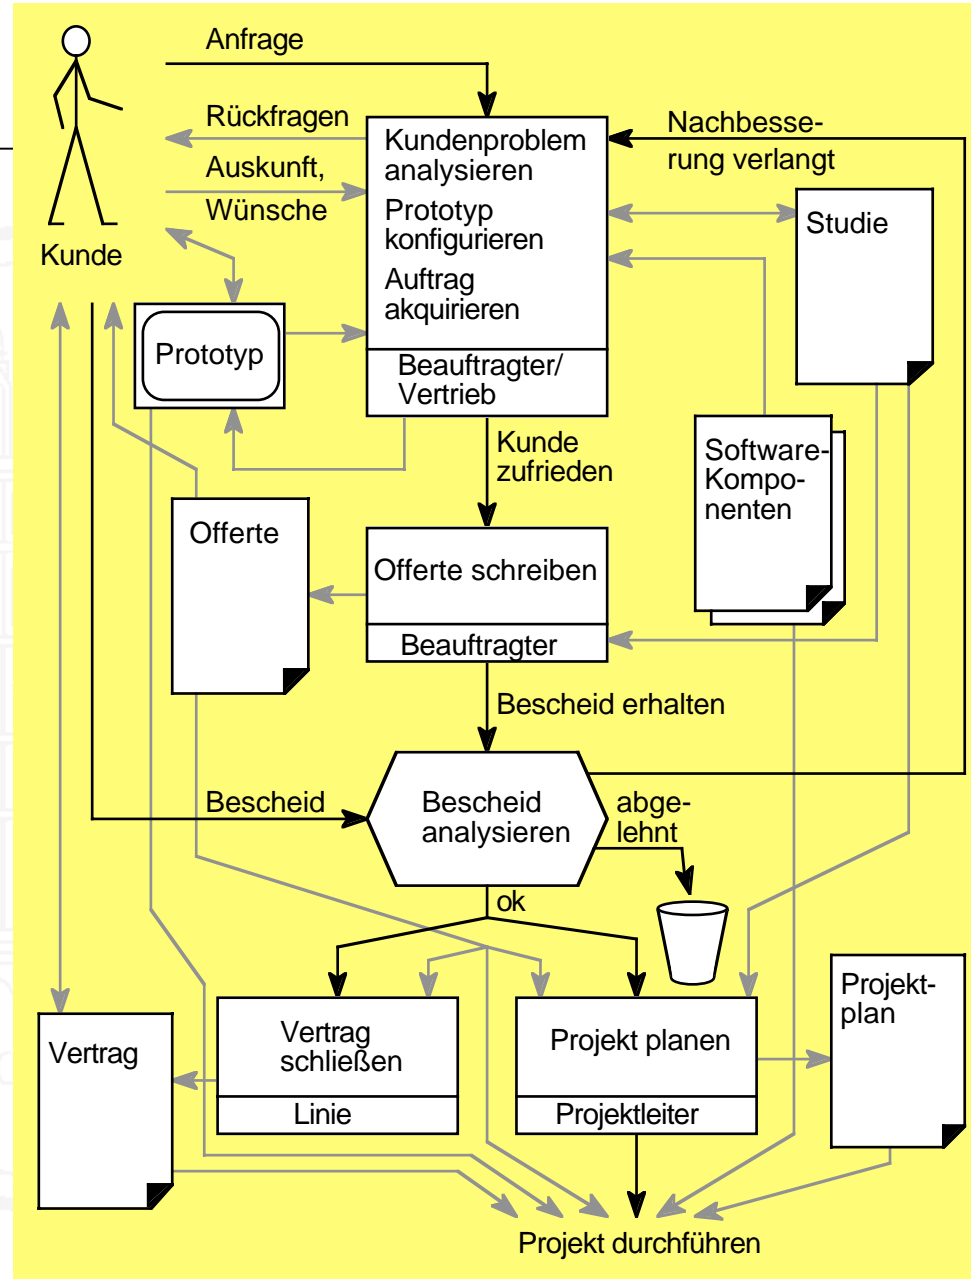 Anfrage
Rückfragen
Auskunft,
Wünsche
Kunde
Kundenproblem
analysieren
Prototyp
konfigurieren
Auftrag
akquirieren
Beauftragter/
Vertrieb
Nachbesse-
rung verlangt
Studie
Prototyp
Kunde
zufrieden
Software-
Kompo-
nenten
Offerte
Offerte schreiben
Beauftragter
Bescheid erhalten
Bescheid
Bescheid
analysieren
abge-
lehnt
ok
Vertrag
Vertrag
schließen
Linie
Projekt planen
Projektleiter
Projekt-
plan
Projekt durchführen